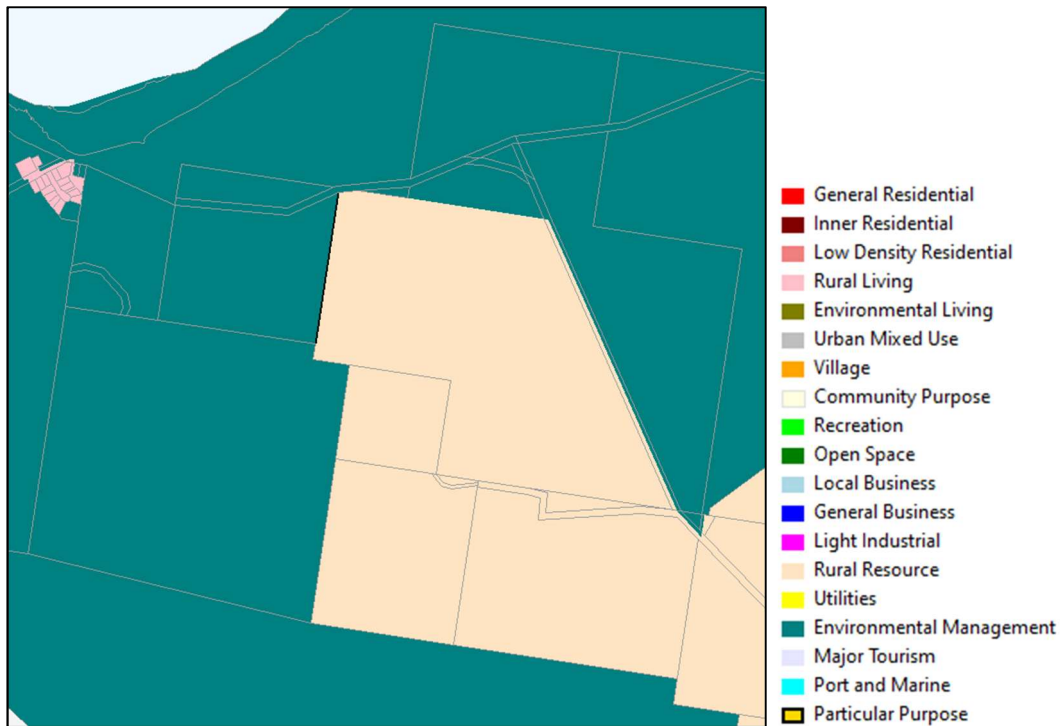 General Residential
Inner Residential
Low Density Residential
Rural Living
Environmental Living
Urban Mixed Use
Village
Community Purpose
Recreation
Open Space
Local Business
General Business
Light Industrial
Rural Resource
Utilities
Environmental Management
Major Tourism
Port and Marine
Particular Purpose